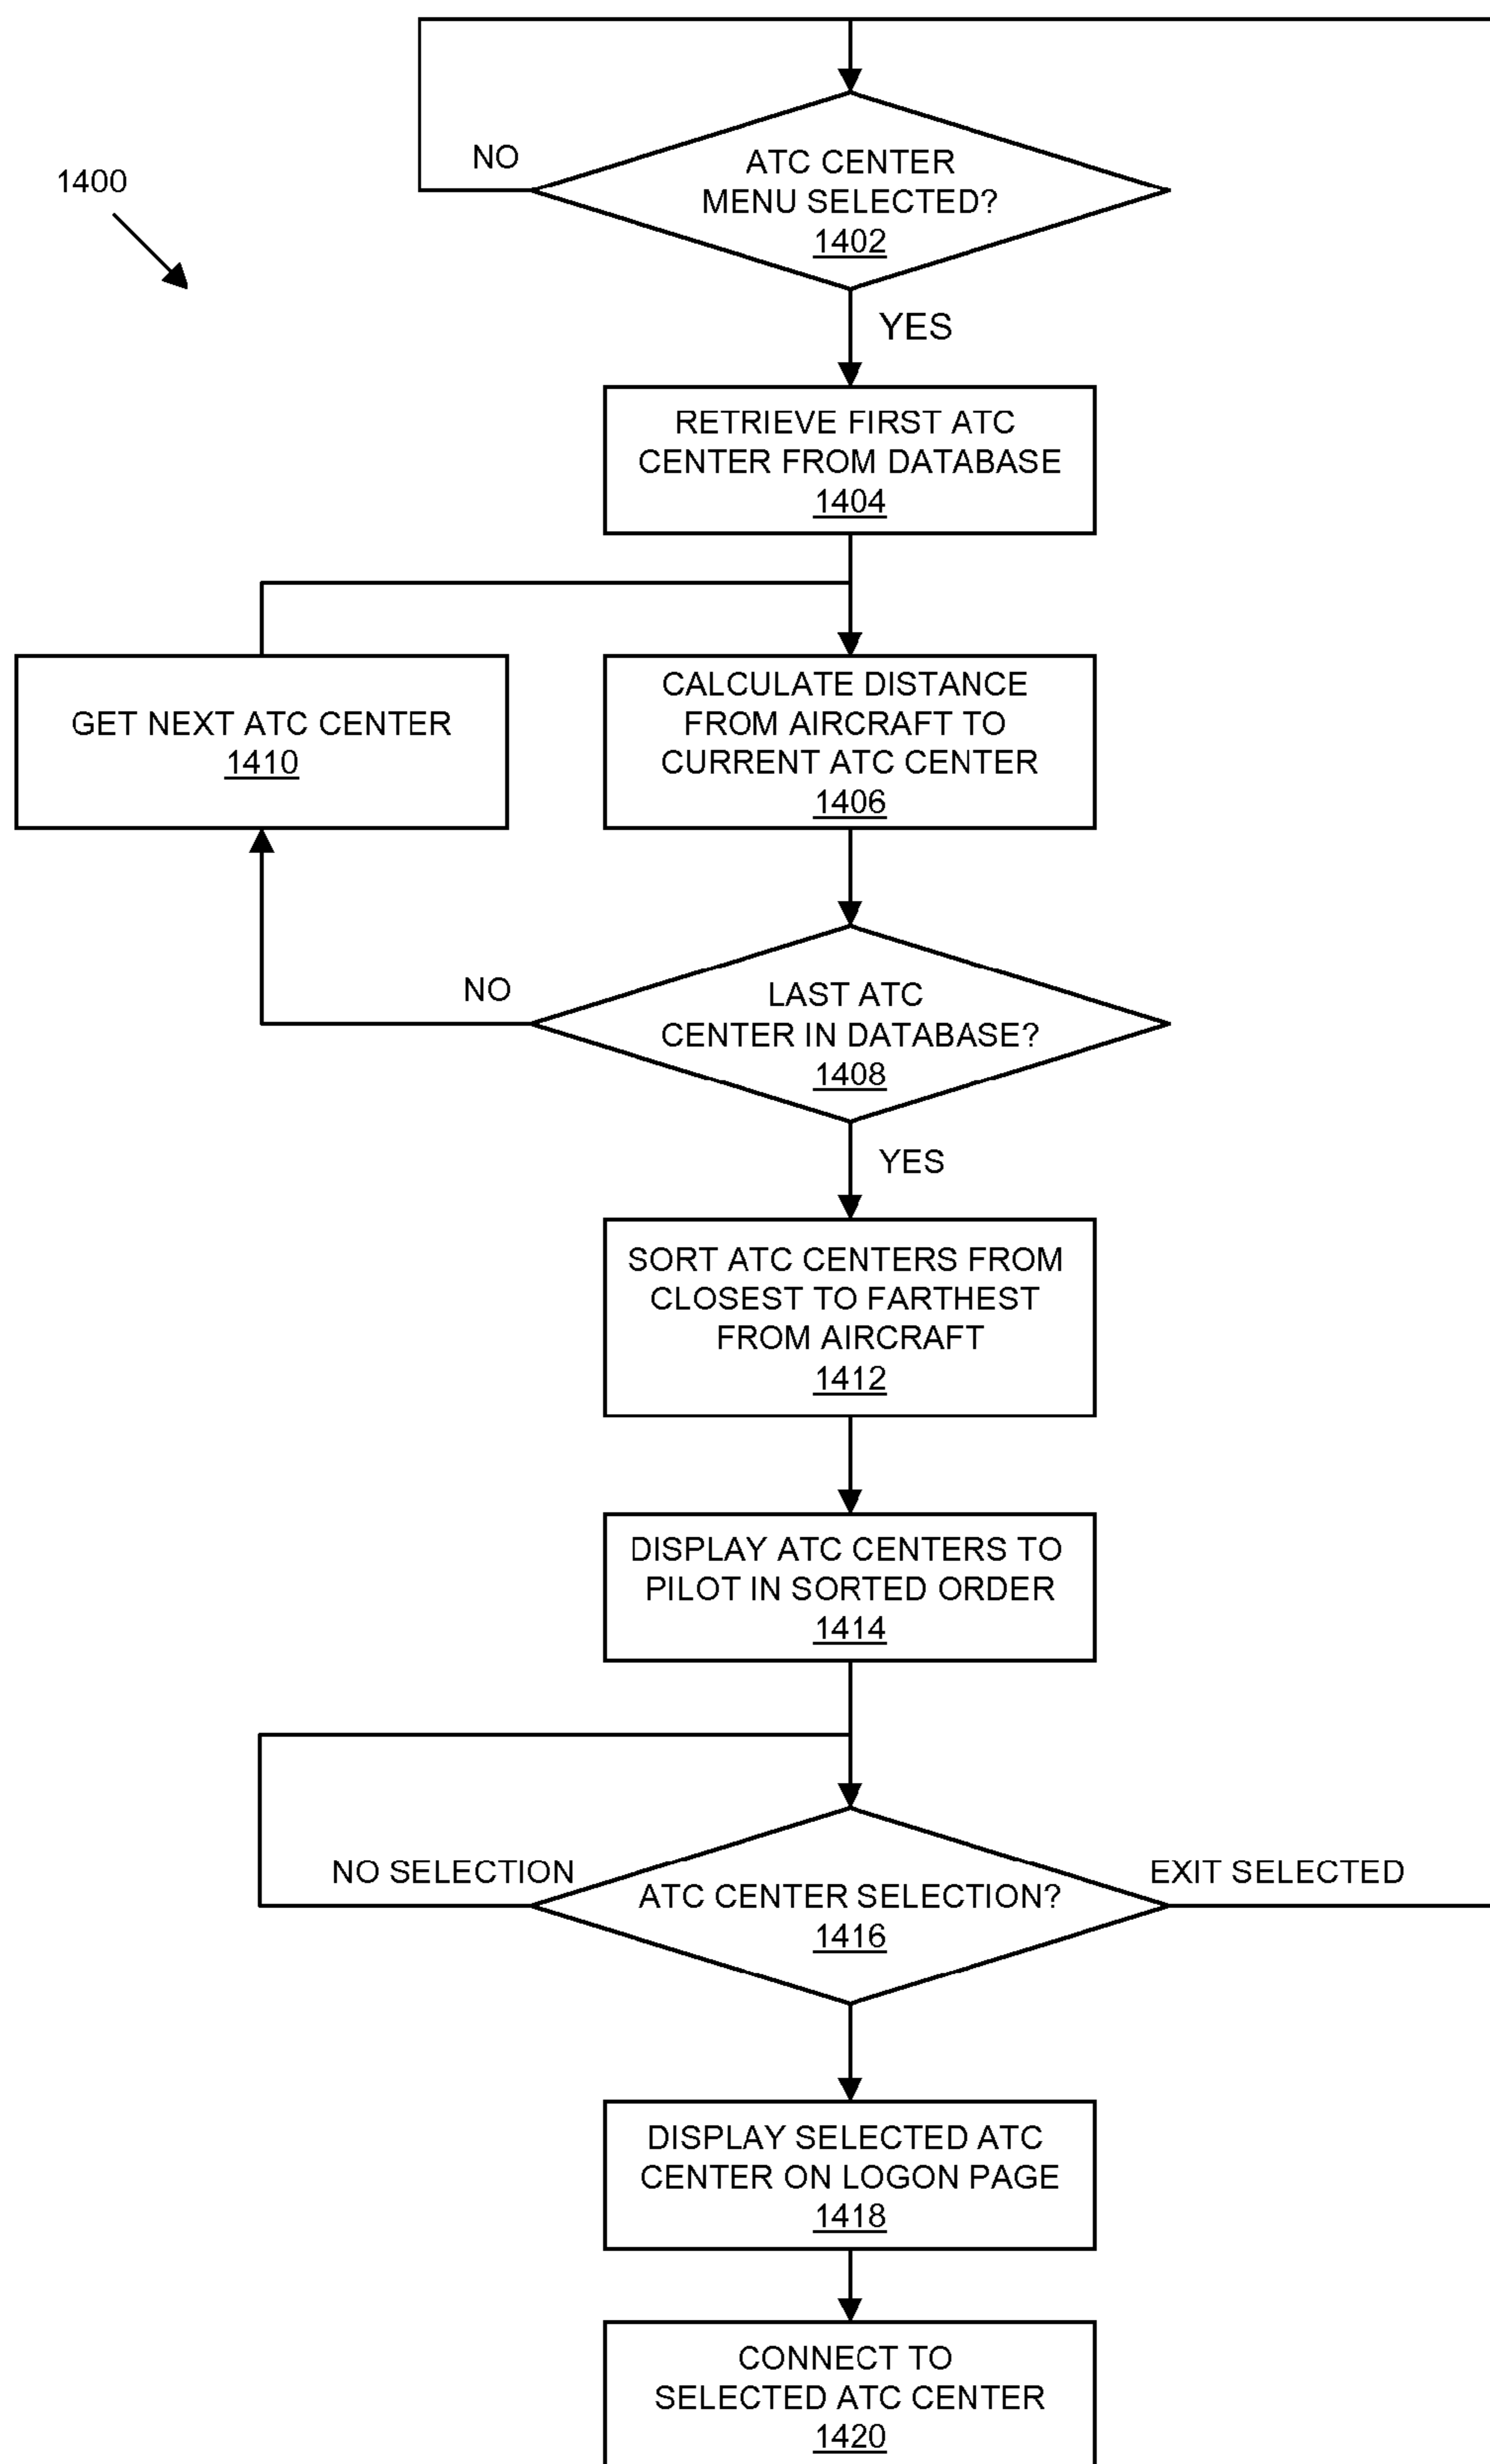 NO
1400
ATC CENTER
MENU SELECTED?
1402
YES
RETRIEVE FIRST ATC
CENTER FROM DATABASE
1404
GET NEXT ATC CENTER
1410
CALCULATE DISTANCE
FROM AIRCRAFT TO
CURRENT ATC CENTER
1406
NO
LAST ATC
CENTER IN DATABASE?
1408
YES
SORT ATC CENTERS FROM
CLOSEST TO FARTHEST
FROM AIRCRAFT
1412
DISPLAY ATC CENTERS TO
PILOT IN SORTED ORDER
1414
NO SELECTION
ATC CENTER SELECTION?
1416
EXIT SELECTED
DISPLAY SELECTED ATC
CENTER ON LOGON PAGE
1418
CONNECT TO
SELECTED ATC CENTER
1420